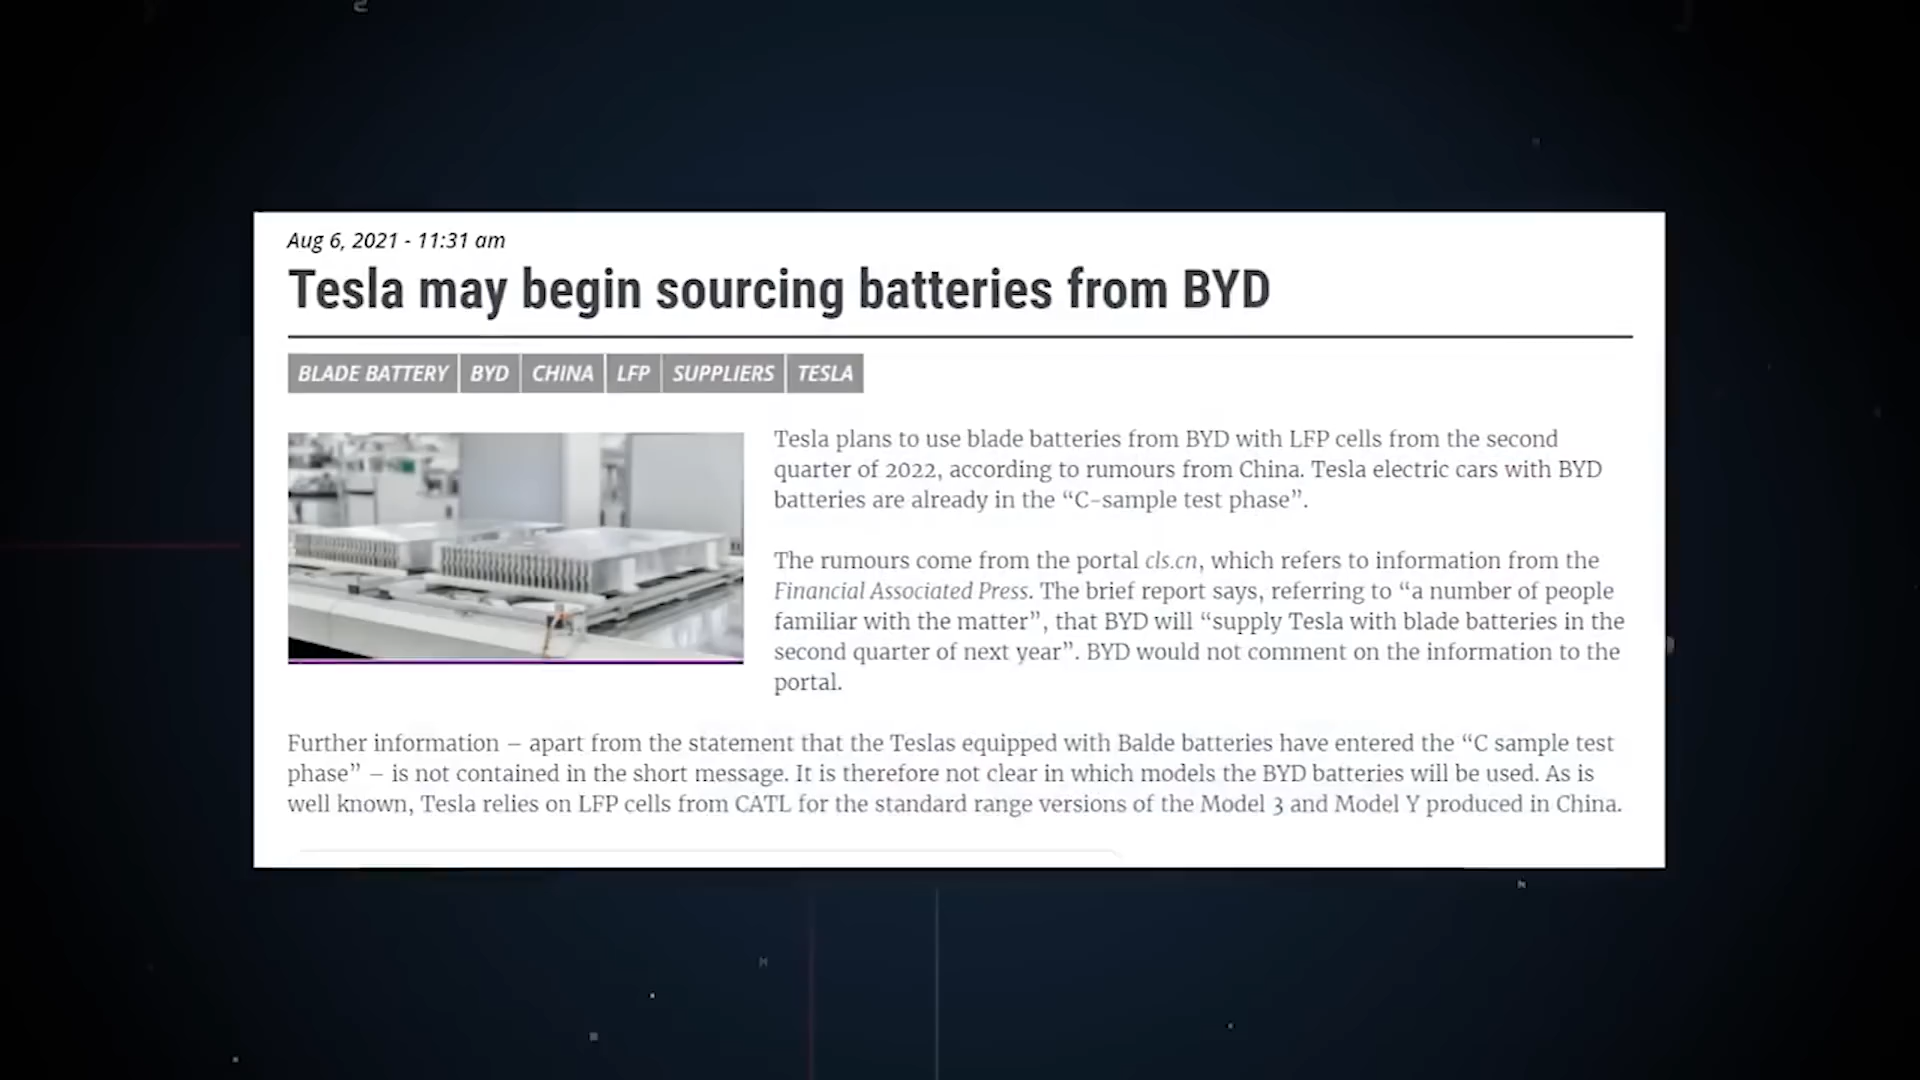 Aug 6, 2021 - 11:31 am
Tesla may begin sourcing batteries from BYD
BLADE BATTERY BYD CHINA LFP SUPPLIERS TESLA
Tesla plans to use blade batteries from BYD with LFP cells from the second
quarter of 2022, according to rumours from China. Tesla electric cars with BYD
batteries are already in the “C-sample test phase”.
The rumours come from the portal cls.cn, which refers to information from the
Financial Associated Press. The brief report says, referring to “a number of people
familiar with the matter”, that BYD will “supply Tesla with blade batteries in the
second quarter of next year”. BYD would not comment on the information to the
portal.
Further information – apart from the statement that the Teslas equipped with Balde batteries have entered the “C sample test
phase” – is not contained in the short message. It is therefore not clear in which models the BYD batteries will be used. As is
well known, Tesla relies on LFP cells from CATL for the standard range versions of the Model 3 and Model Y produced in China.